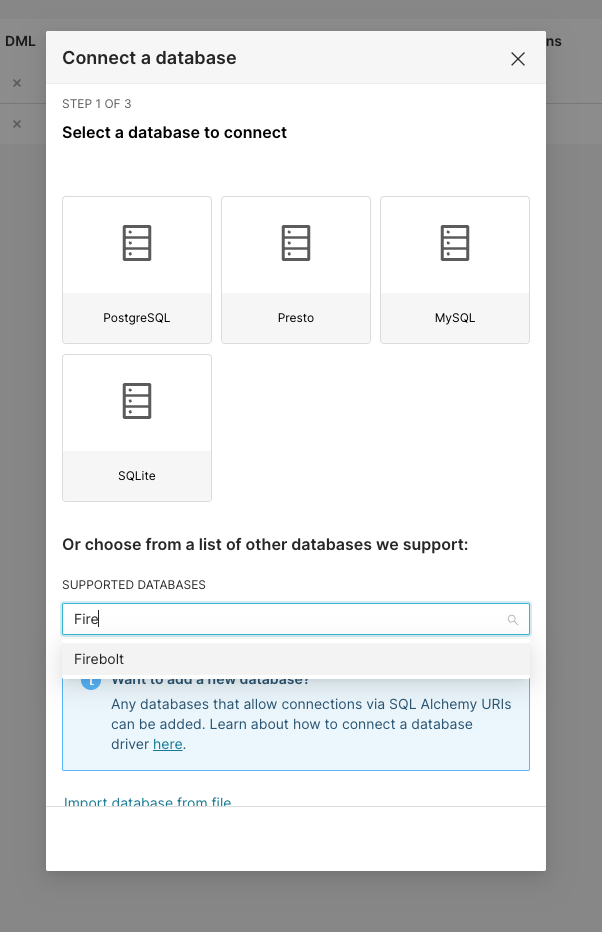 DML
ns
Connect a database
STEP 1 OF 3
Select a database to connect
PostgreSQL
Presto
MySQL
SQLite
Or choose from a list of other databases we support:
SUPPORTED DATABASES
Fire
Firebolt
Want to add a new database?
Any databases that allow connections via SQL Alchemy URIs
can be added. Learn about how to connect a database
driver here.
Import database from file